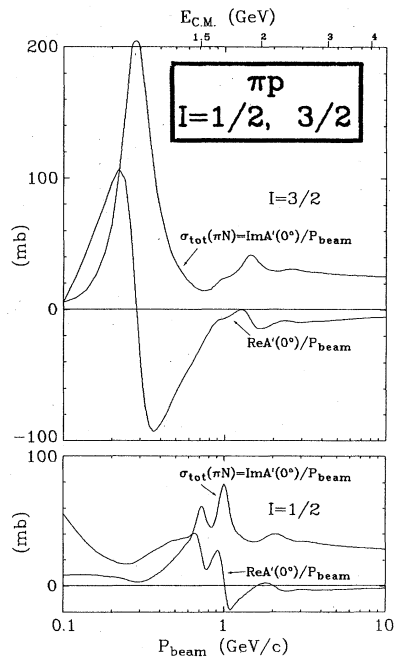 E_C.M. (GeV)
1.5 2 3 4
πp
I=1/2, 3/2
200
I=3/2
100
σ_tot(πN)=ImA′(0°)/P_beam
(mb)
0
ReA′(0°)/P_beam
−100
100
σ_tot(πN)=ImA′(0°)/P_beam
I=1/2
50
(mb)
ReA′(0°)/P_beam
0
0.1 1 10
P_beam (GeV/c)